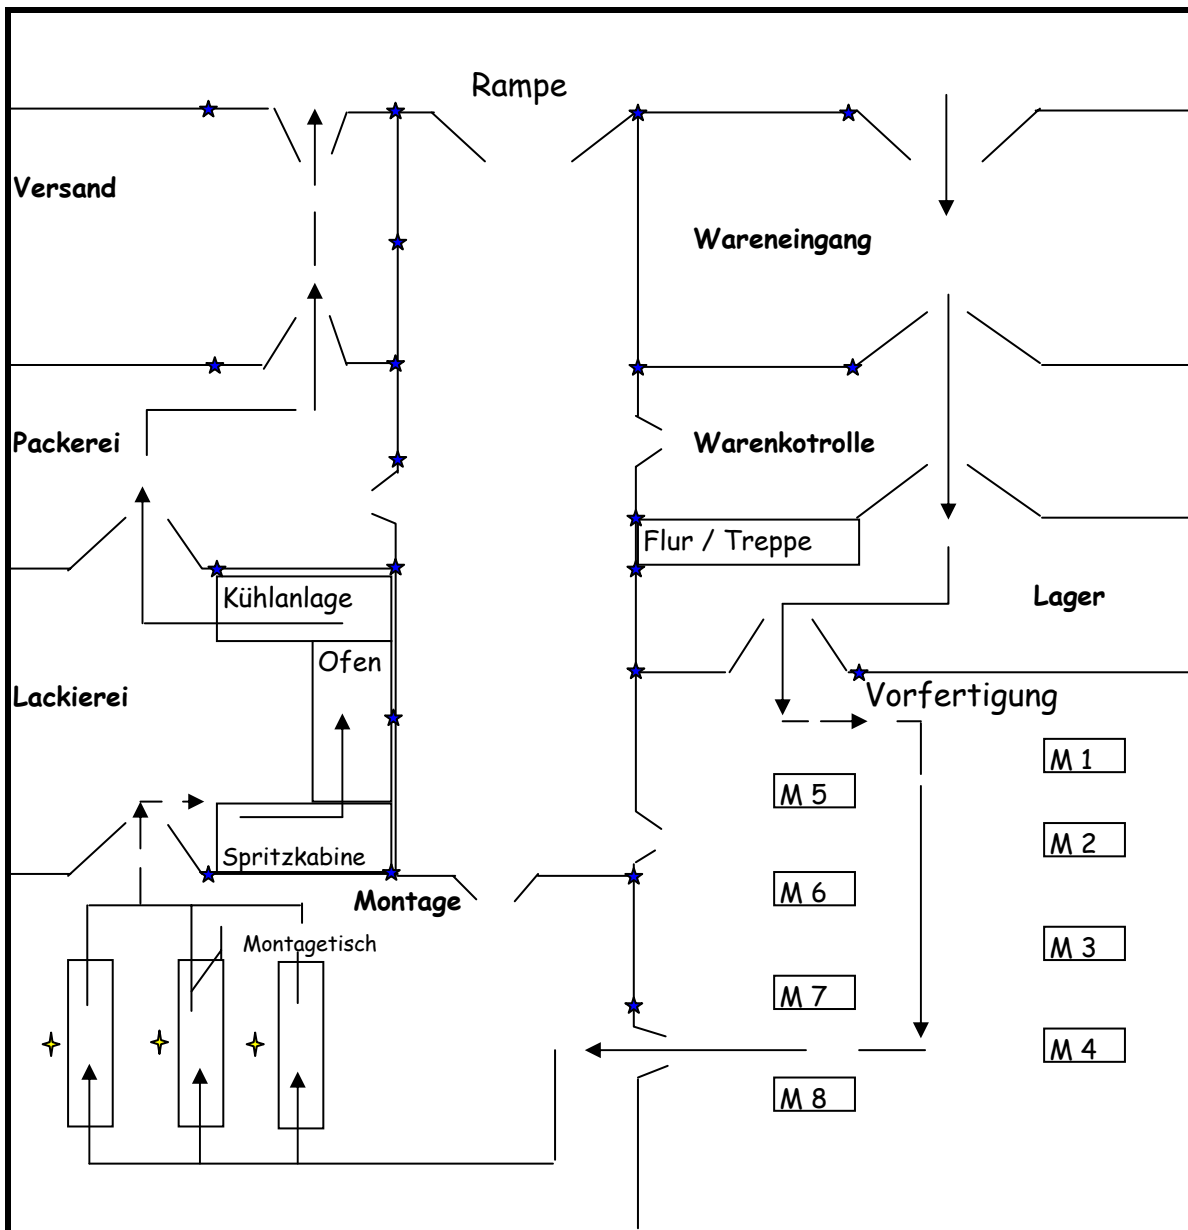 Rampe
Versand
Wareneingang
Packerei
Warenkotrolle
Flur / Treppe
Kühlanlage
Lager
Ofen
Lackierei
Vorfertigung
M 1
M 5
M 2
Spritzkabine
M 6
Montage
Montagetisch
M 3
M 7
M 4
M 8